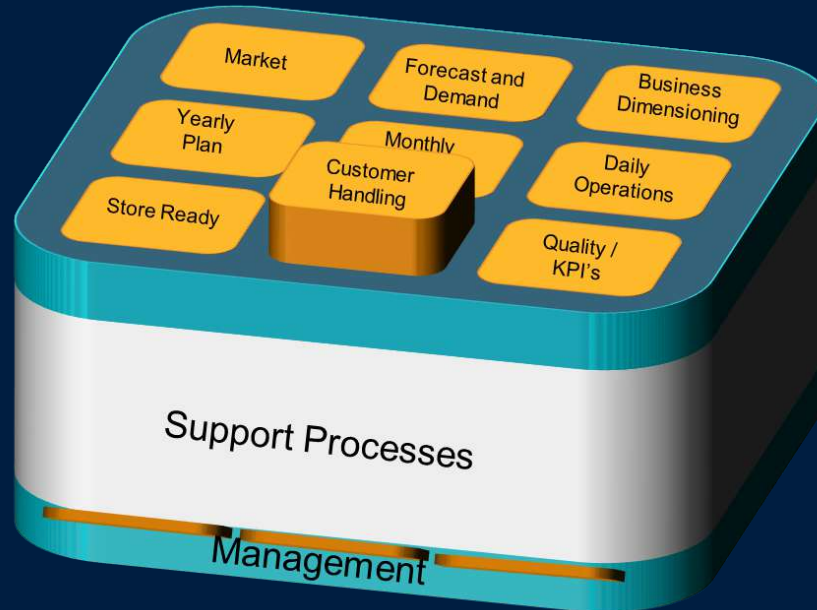 Market
Forecast and
Demand
Business
Dimensioning
Yearly
Plan
Monthly
Daily
Operations
Store Ready
Customer
Handling
Quality /
KPI's
Support Processes
Management